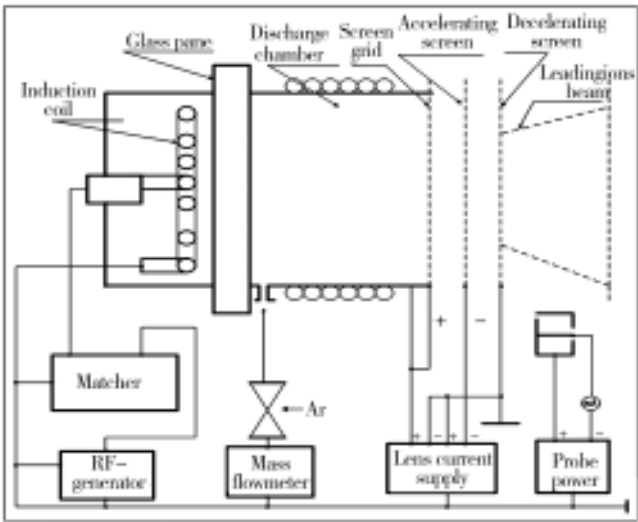 Glass pane
Discharge
chamber
Screen
grid
Accelerating
screen
Decelerating
screen
Leadingions
beam
Induction
coil
+
−
Matcher
Ar
RF-
generator
Mass
flowmeter
+ − + −
Lens current
supply
+ −
Probe
power